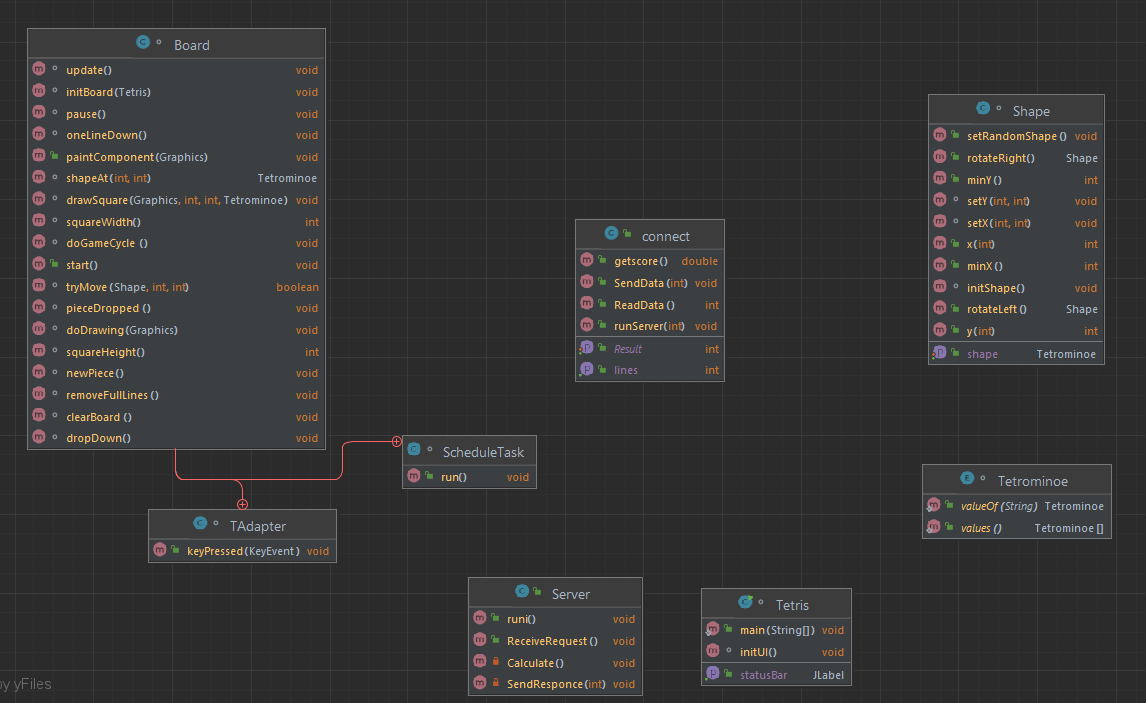 Board
update() void
initBoard(Tetris) void
pause() void
oneLineDown() void
paintComponent(Graphics) void
shapeAt(int, int) Tetrominoe
drawSquare(Graphics, int, int, Tetrominoe) void
squareWidth() int
doGameCycle () void
start() void
tryMove (Shape, int, int) boolean
pieceDropped () void
doDrawing(Graphics) void
squareHeight() int
newPiece() void
removeFullLines () void
clearBoard () void
dropDown() void
TAdapter
keyPressed(KeyEvent ) void
ScheduleTask
run() void
connect
getscore() double
SendData (int) void
ReadData () int
runServer(int) void
Result int
lines int
Shape
setRandomShape () void
rotateRight() Shape
minY () int
setY (int, int) void
setX (int, int) void
x(int) int
minX () int
initShape() void
rotateLeft () Shape
y(int) int
shape Tetrominoe
Tetrominoe
valueOf (String) Tetrominoe
values () Tetrominoe []
Server
runi() void
ReceiveRequest () void
Calculate() void
SendResponce(int) void
Tetris
main(String[]) void
initUI() void
statusBar JLabel
by yFiles